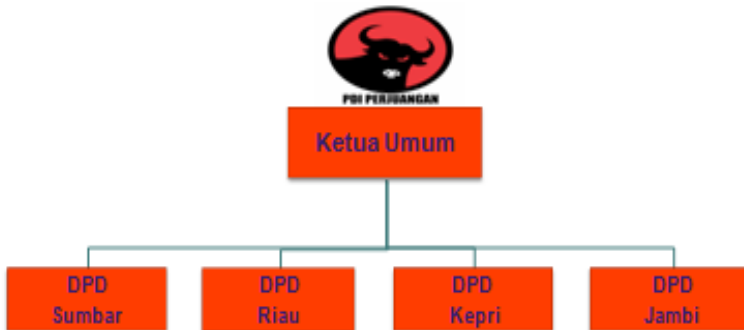 PDI PERJUANGAN
Ketua Umum
DPD
Sumbar
DPD
Riau
DPD
Kepri
DPD
Jambi